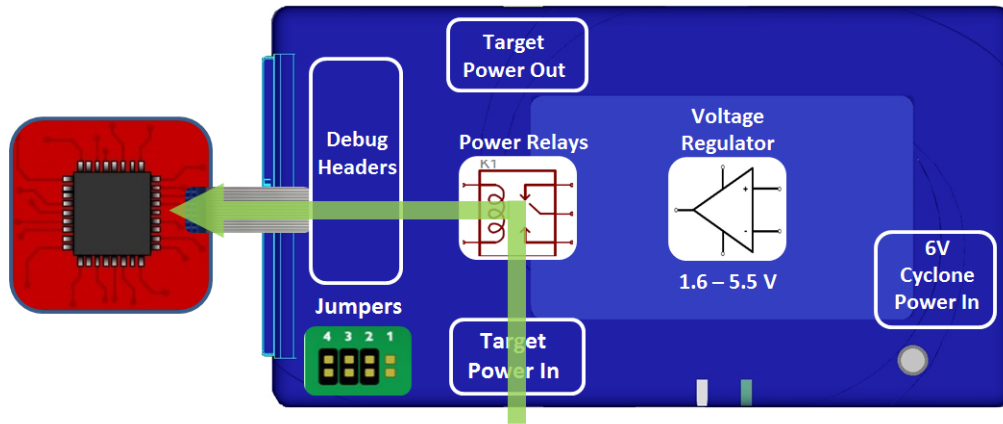 Target
Power Out
Debug
Headers
Power Relays
K1
Voltage
Regulator
+
-
1.6 – 5.5 V
6V
Cyclone
Power In
Jumpers
4 3 2 1
Target
Power In